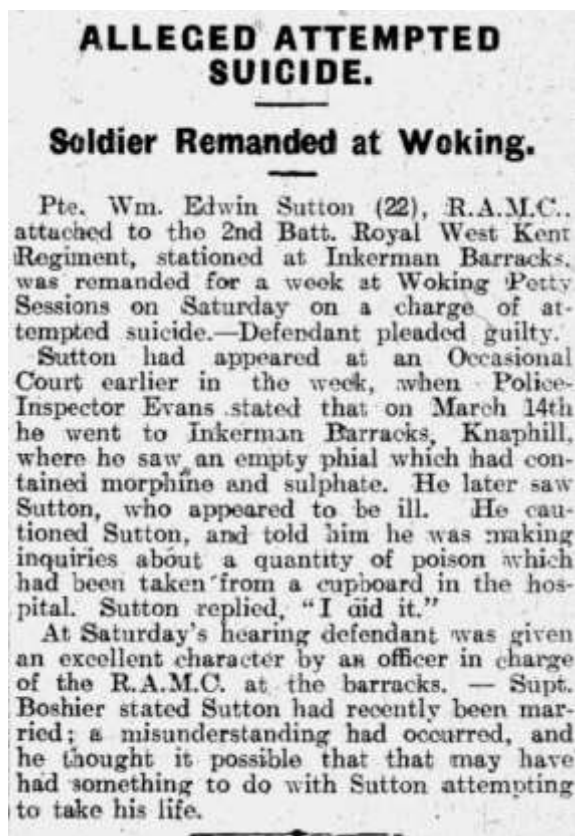 ALLEGED ATTEMPTED
SUICIDE.
Soldier Remanded at Woking.
Pte. Wm. Edwin Sutton (22), R.A.M.C.,
attached to the 2nd Batt. Royal West Kent
Regiment, stationed at Inkerman Barracks,
was remanded for a week at Woking Petty
Sessions on Saturday on a charge of at-
tempted suicide.—Defendant pleaded guilty.
Sutton had appeared at an Occasional
Court earlier in the week, when Police-
Inspector Evans stated that on March 14th
he went to Inkerman Barracks, Knaphill,
where he saw an empty phial which had con-
tained morphine and sulphate. He later saw
Sutton, who appeared to be ill. He cau-
tioned Sutton, and told him he was making
inquiries about a quantity of poison which
had been taken from a cupboard in the hos-
pital. Sutton replied, "I did it."
At Saturday's hearing defendant was given
an excellent character by an officer in charge
of the R.A.M.C. at the barracks. — Supt.
Boshier stated Sutton had recently been mar-
ried; a misunderstanding had occurred, and
he thought it possible that that may have
had something to do with Sutton attempting
to take his life.